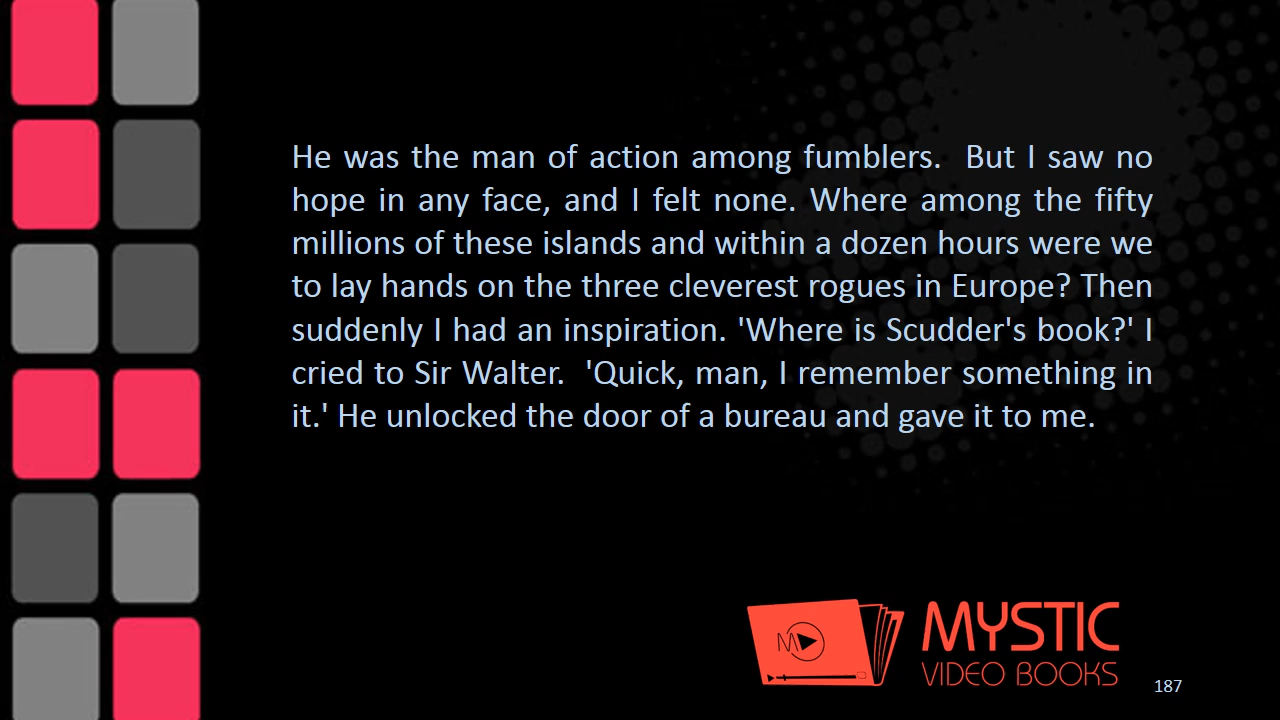 He was the man of action among fumblers.  But I saw no
hope in any face, and I felt none. Where among the fifty
millions of these islands and within a dozen hours were we
to lay hands on the three cleverest rogues in Europe? Then
suddenly I had an inspiration. 'Where is Scudder's book?' I
cried to Sir Walter.  'Quick, man, I remember something in
it.' He unlocked the door of a bureau and gave it to me.
M
MYSTIC
VIDEO BOOKS
187